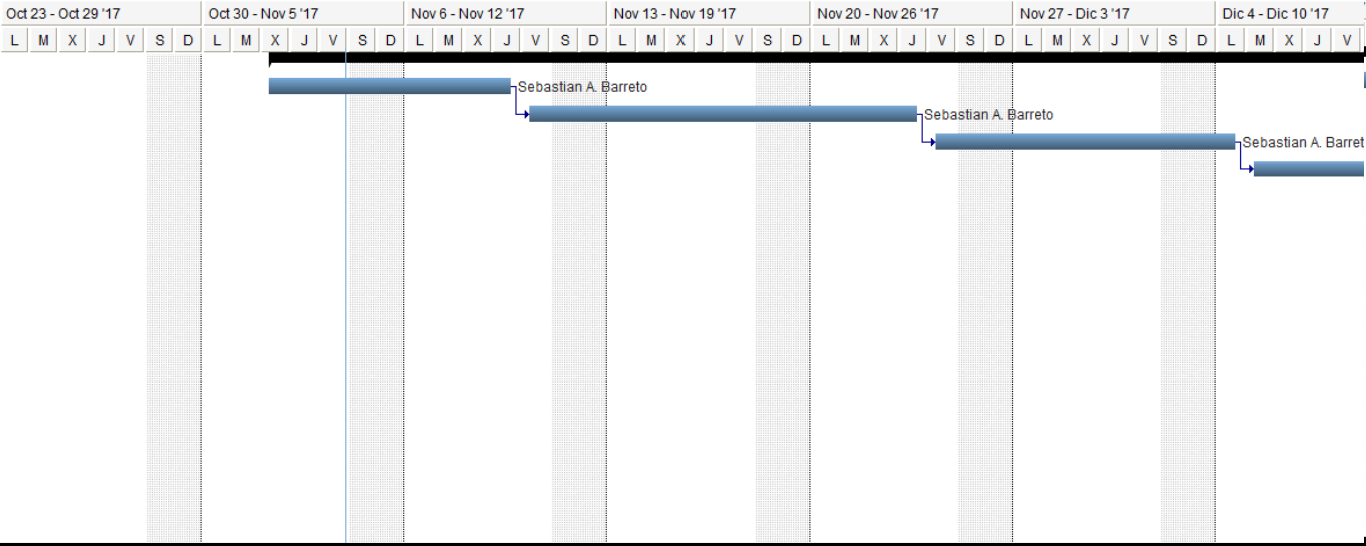 Oct 23 - Oct 29 '17 Oct 30 - Nov 5 '17 Nov 6 - Nov 12 '17 Nov 13 - Nov 19 '17 Nov 20 - Nov 26 '17 Nov 27 - Dic 3 '17 Dic 4 - Dic 10 '17
L M X J V S D L M X J V S D L M X J V S D L M X J V S D L M X J V S D L M X J V S D L M X J V
Sebastian A. Barreto
Sebastian A. Barreto
Sebastian A. Barret